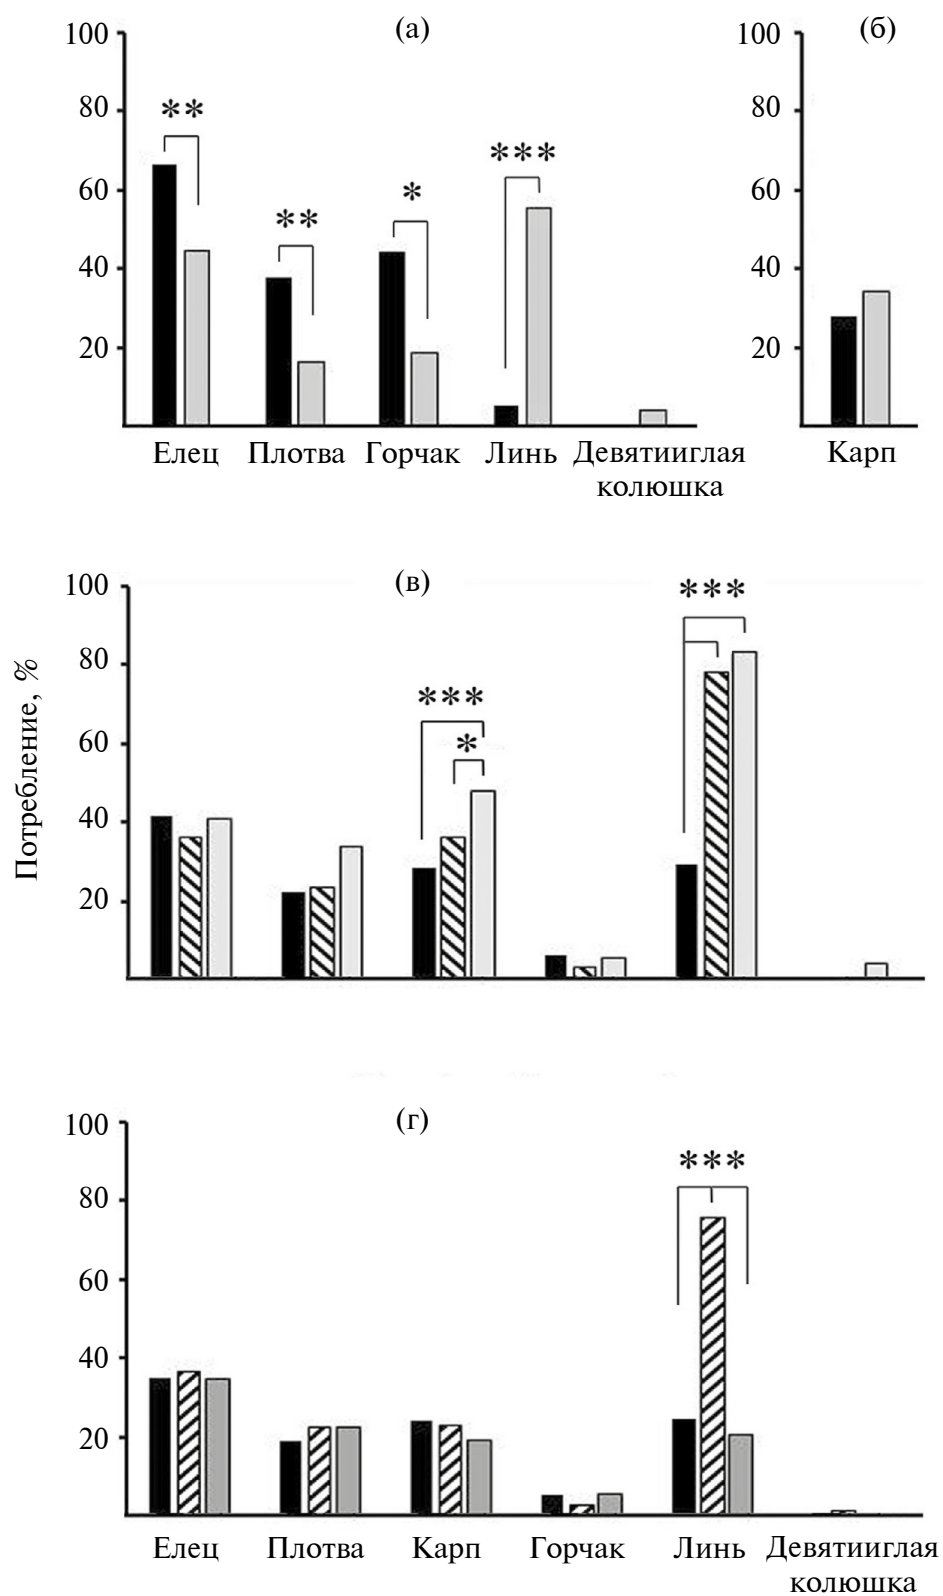 (а)
100
80
60
40
20
**
**
*
***
Елец Плотва Горчак Линь Девятииглая
колюшка
(б)
100
80
60
40
20
Карп
Потребление, %
(в)
100
80
60
40
20
***
*
***
(г)
100
80
60
40
20
***
Елец Плотва Карп Горчак Линь Девятииглая
колюшка